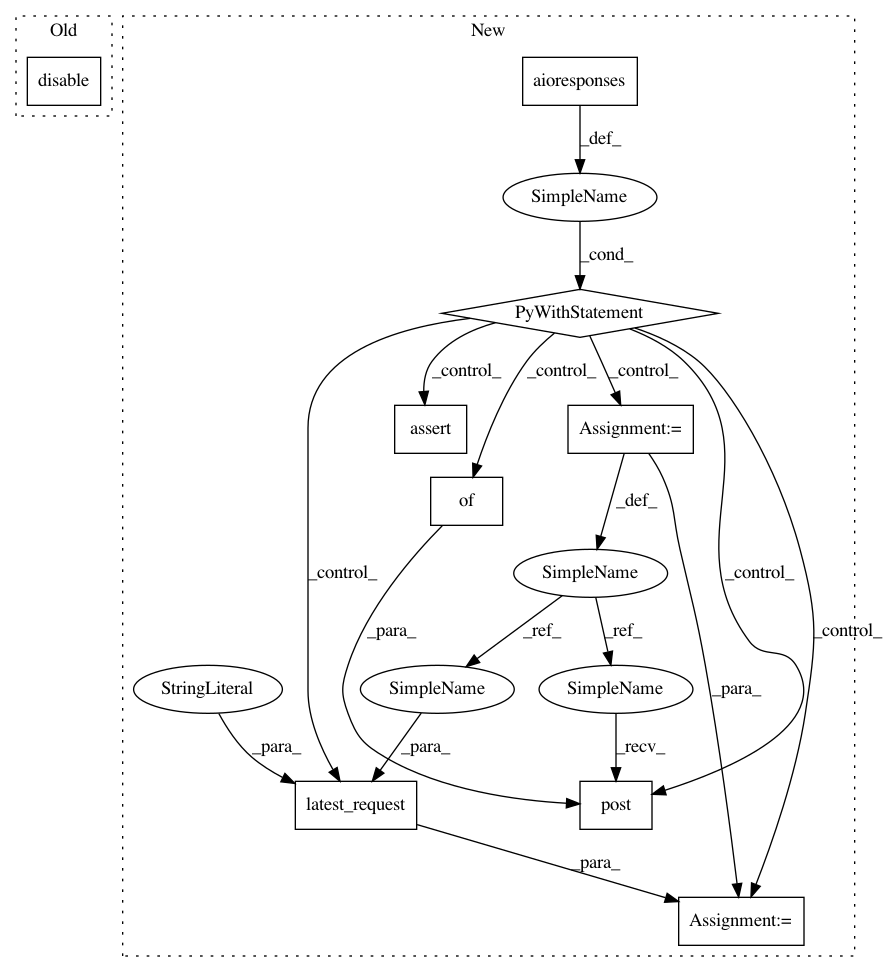 Old
New
disable
aioresponses
_def_
SimpleName
_cond_
PyWithStatement
_control_
_control_
_control_
assert
Assignment:=
of
_def_
SimpleName
_control_
_control_
_control_
_para_
_ref_
_ref_
StringLiteral
SimpleName
SimpleName
_para_
_para_
_para_
_recv_
latest_request
post
_para_
Assignment:=